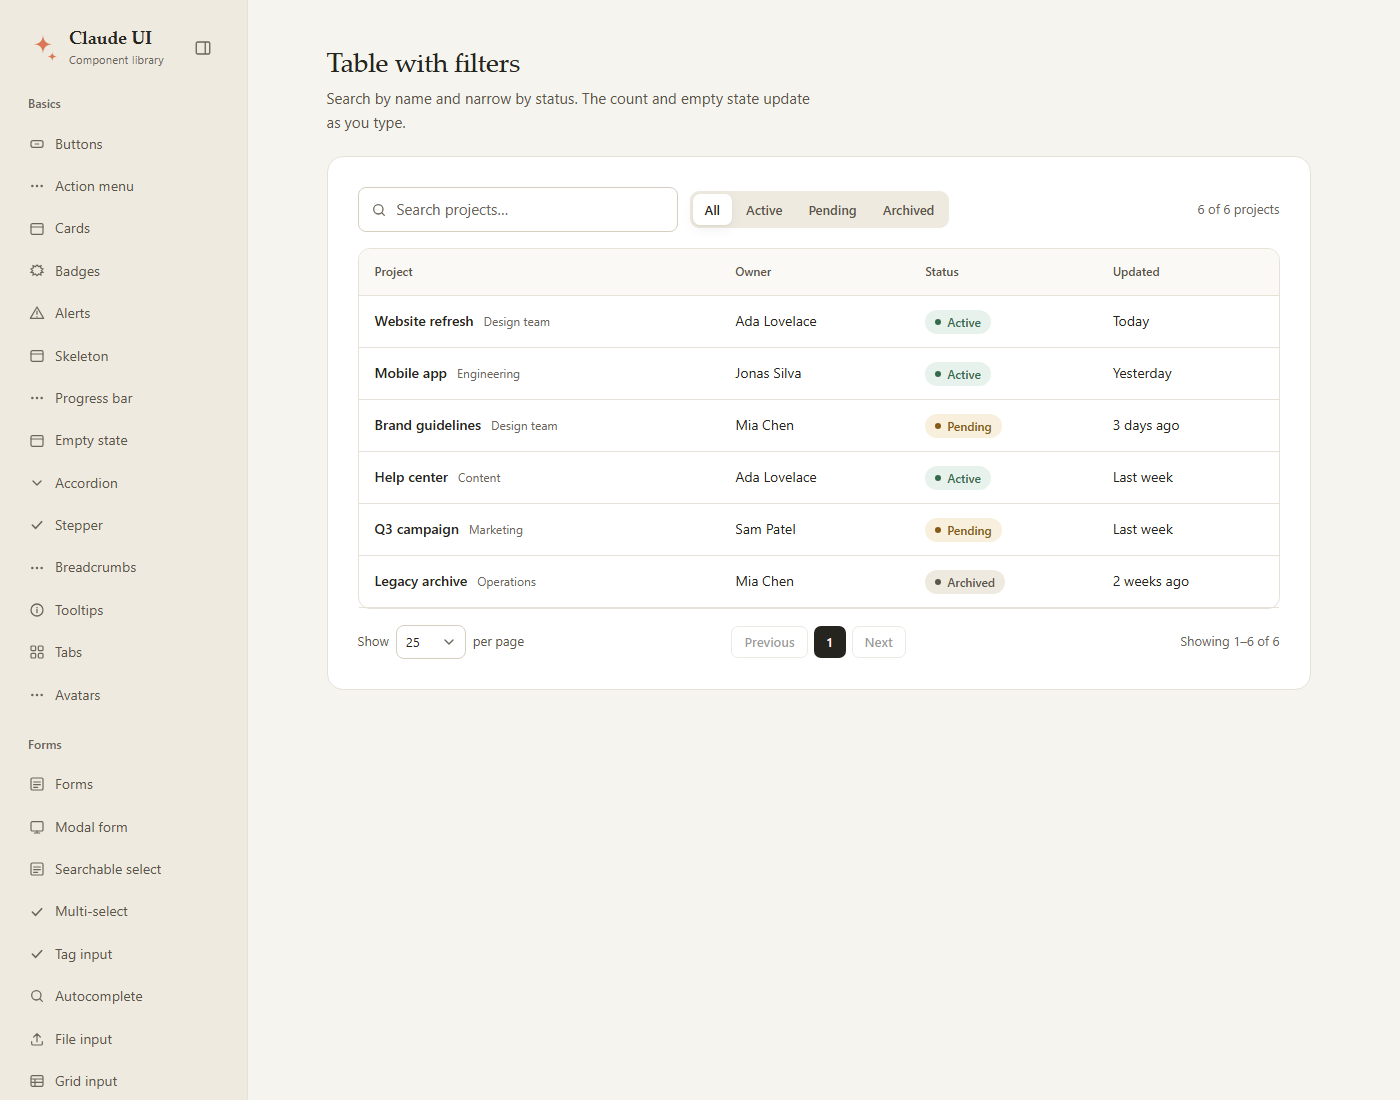 Claude UI
Component library
Basics
Buttons
Action menu
Cards
Badges
Alerts
Skeleton
Progress bar
Empty state
Accordion
Stepper
Breadcrumbs
Tooltips
Tabs
Avatars
Forms
Forms
Modal form
Searchable select
Multi-select
Tag input
Autocomplete
File input
Grid input
Table with filters
Search by name and narrow by status. The count and empty state update
as you type.
Search projects... All Active Pending Archived 6 of 6 projects
Project Owner Status Updated
Website refresh Design team Ada Lovelace Active Today
Mobile app Engineering Jonas Silva Active Yesterday
Brand guidelines Design team Mia Chen Pending 3 days ago
Help center Content Ada Lovelace Active Last week
Q3 campaign Marketing Sam Patel Pending Last week
Legacy archive Operations Mia Chen Archived 2 weeks ago
Show 25 per page Previous 1 Next Showing 1–6 of 6